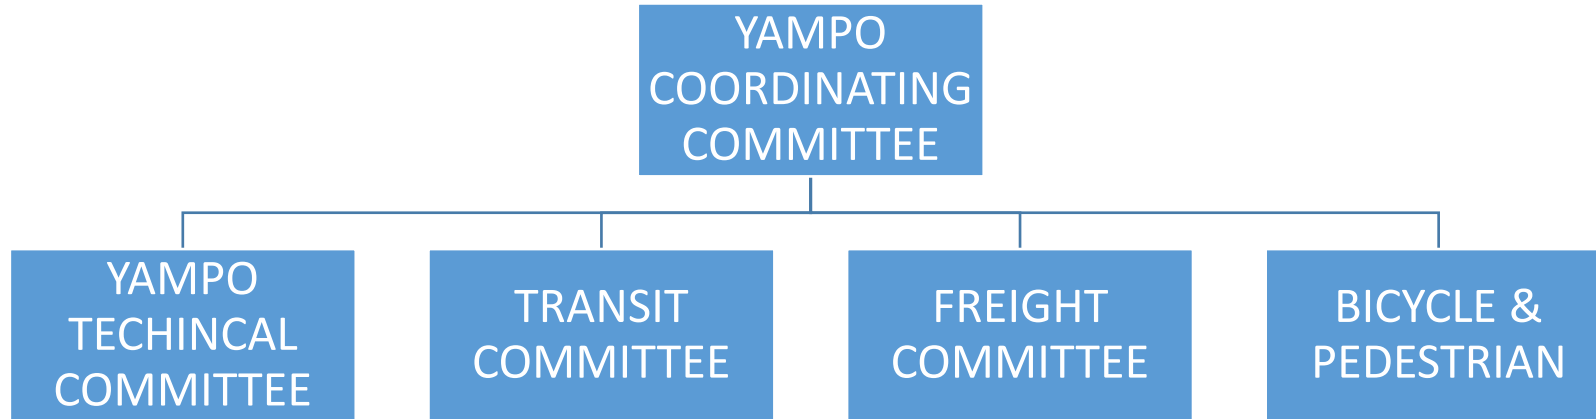 YAMPO
COORDINATING
COMMITTEE
YAMPO
TECHINCAL
COMMITTEE
TRANSIT
COMMITTEE
FREIGHT
COMMITTEE
BICYCLE &
PEDESTRIAN